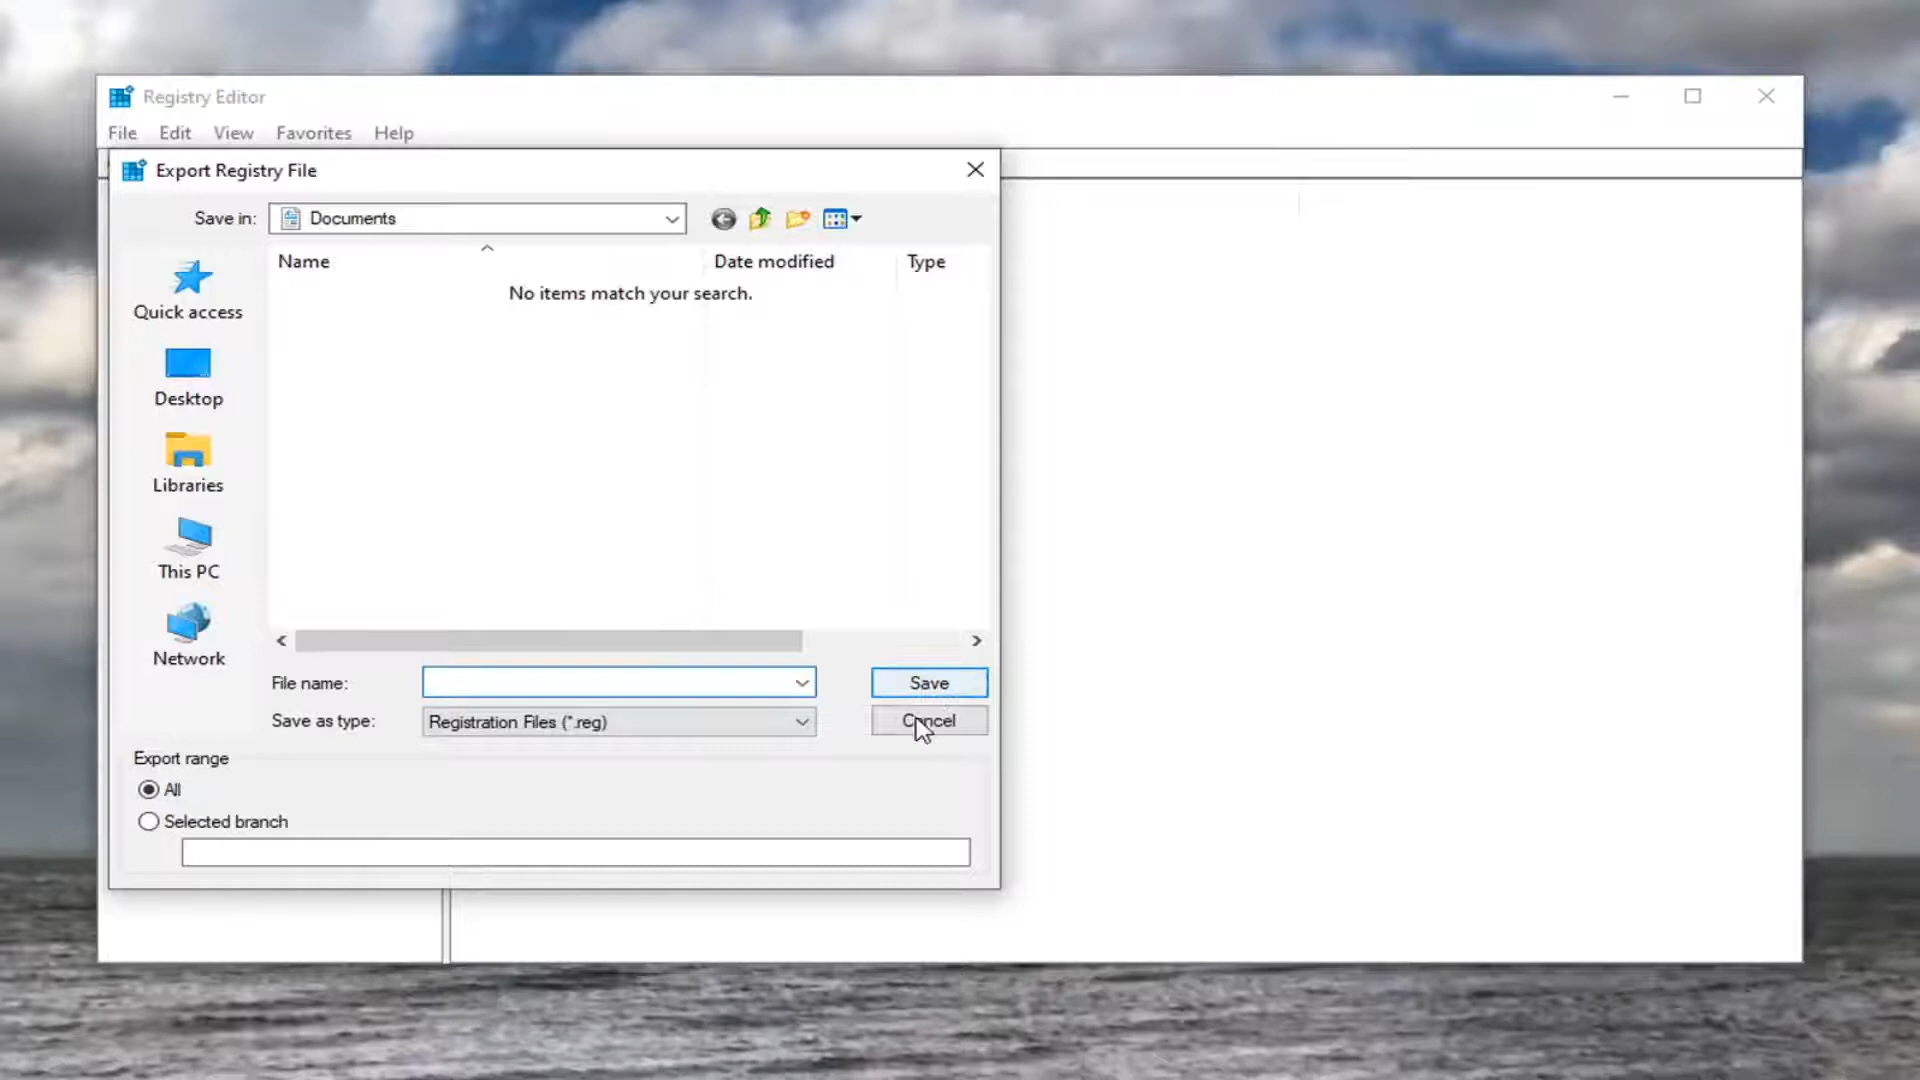 Registry Editor
File Edit View Favorites Help
Export Registry File
Save in: Documents
Name Date modified Type
No items match your search.
Quick access
Desktop
Libraries
This PC
Network
File name: Save
Save as type: Registration Files (*.reg) Cancel
Export range
All
Selected branch